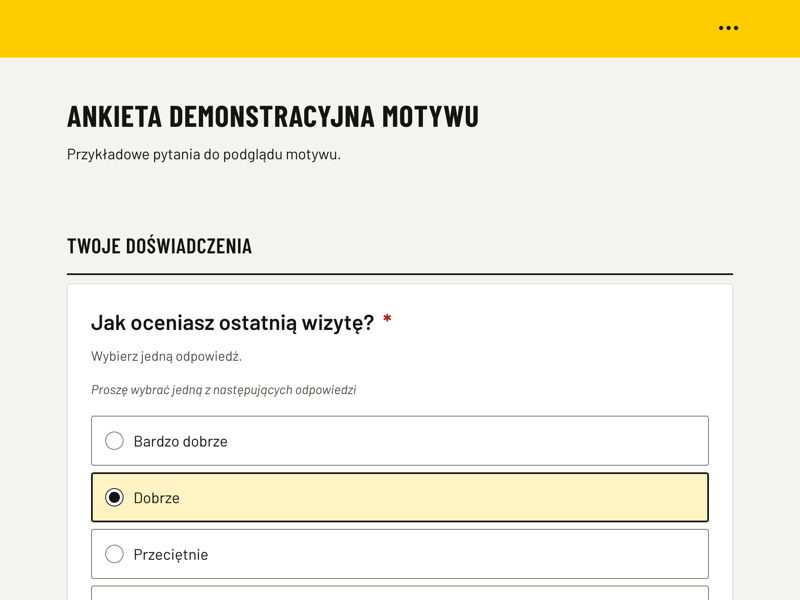 ANKIETA DEMONSTRACYJNA MOTYWU
Przykładowe pytania do podglądu motywu.
TWOJE DOŚWIADCZENIA
Jak oceniasz ostatnią wizytę? *
Wybierz jedną odpowiedź.
Proszę wybrać jedną z następujących odpowiedzi
Bardzo dobrze
Dobrze
Przeciętnie